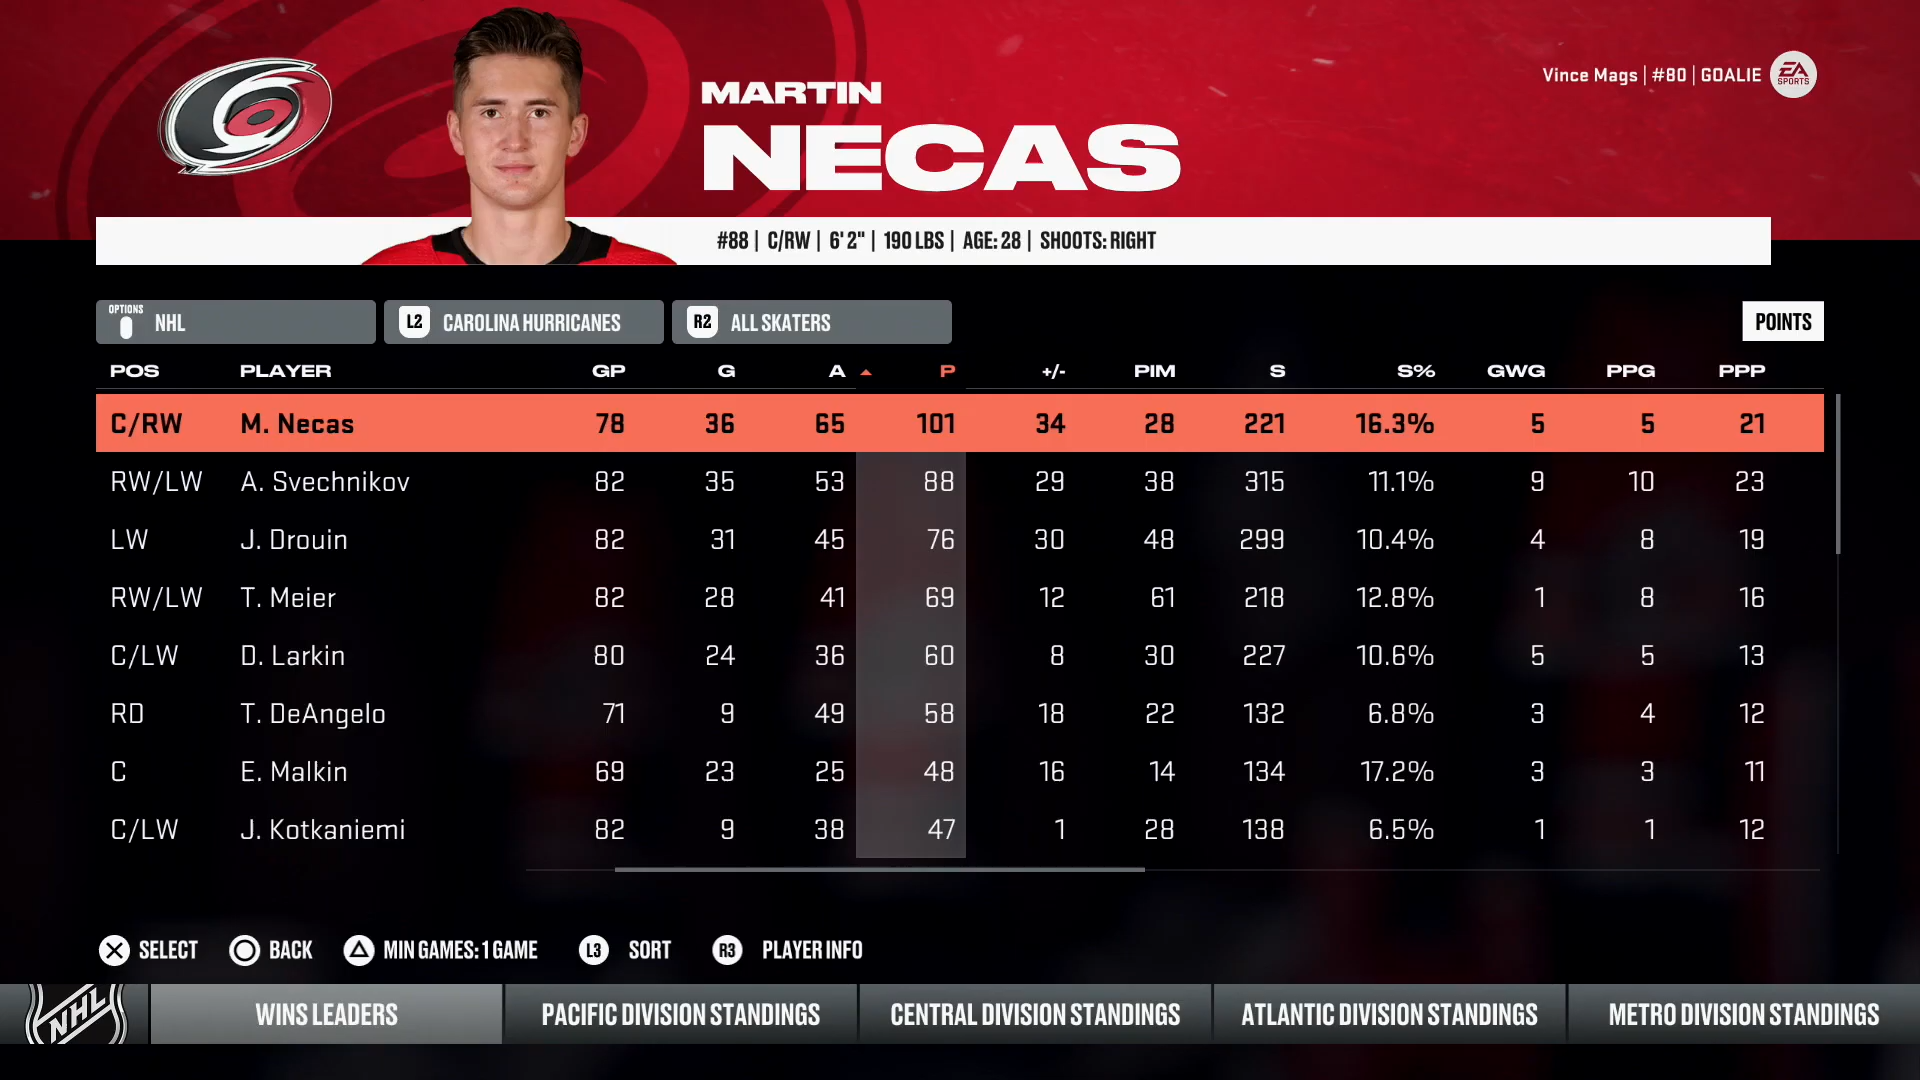 MARTIN
NECAS
Vince Mags | #80 | GOALIE
EA
SPORTS
#88 | C/RW | 6' 2" | 190 LBS | AGE: 28 | SHOOTS: RIGHT
OPTIONS NHL
L2 CAROLINA HURRICANES
R2 ALL SKATERS
POINTS
POS PLAYER GP G A P +/- PIM S S% GWG PPG PPP
C/RW M. Necas 78 36 65 101 34 28 221 16.3% 5 5 21
RW/LW A. Svechnikov 82 35 53 88 29 38 315 11.1% 9 10 23
LW J. Drouin 82 31 45 76 30 48 299 10.4% 4 8 19
RW/LW T. Meier 82 28 41 69 12 61 218 12.8% 1 8 16
C/LW D. Larkin 80 24 36 60 8 30 227 10.6% 5 5 13
RD T. DeAngelo 71 9 49 58 18 22 132 6.8% 3 4 12
C E. Malkin 69 23 25 48 16 14 134 17.2% 3 3 11
C/LW J. Kotkaniemi 82 9 38 47 1 28 138 6.5% 1 1 12
SELECT BACK MIN GAMES: 1 GAME L3 SORT R3 PLAYER INFO
NHL WINS LEADERS PACIFIC DIVISION STANDINGS CENTRAL DIVISION STANDINGS ATLANTIC DIVISION STANDINGS METRO DIVISION STANDINGS